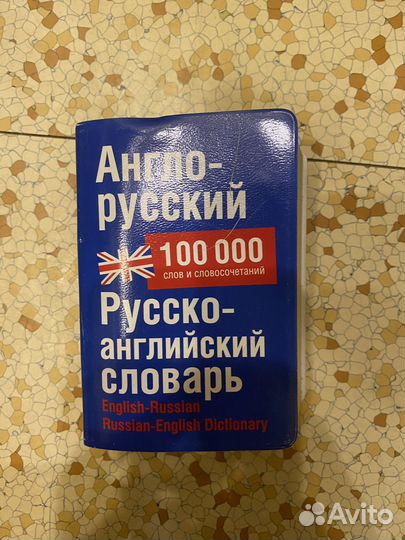 Англо-
русский
100 000
слов и словосочетаний
Русско-
английский
словарь
English-Russian
Russian-English Dictionary
Avito